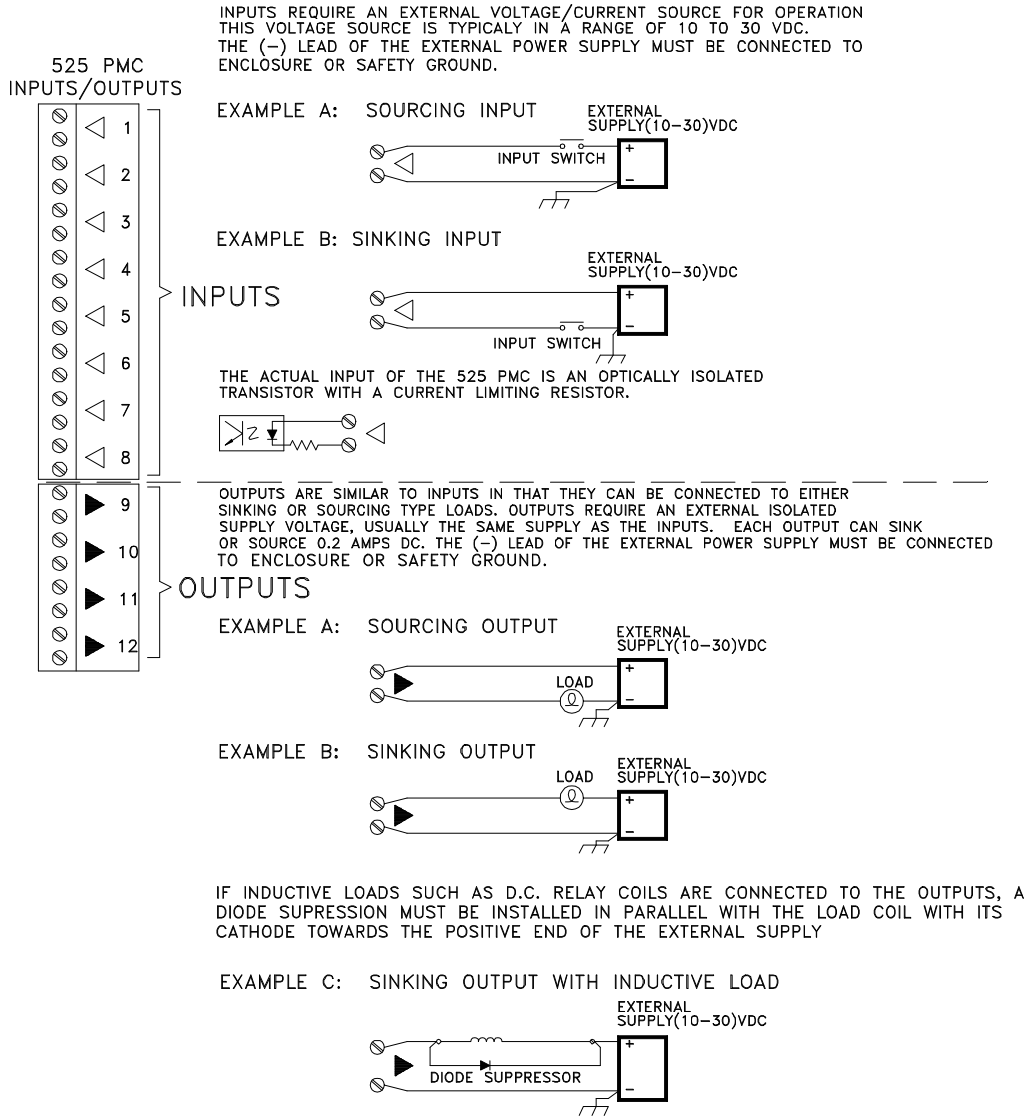 INPUTS REQUIRE AN EXTERNAL VOLTAGE/CURRENT SOURCE FOR OPERATION
THIS VOLTAGE SOURCE IS TYPICALY IN A RANGE OF 10 TO 30 VDC.
THE (–) LEAD OF THE EXTERNAL POWER SUPPLY MUST BE CONNECTED TO
ENCLOSURE OR SAFETY GROUND.
525 PMC
INPUTS/OUTPUTS
1
2
3
4
5
6
7
8
INPUTS
EXAMPLE A: SOURCING INPUT
EXTERNAL
SUPPLY(10–30)VDC
INPUT SWITCH
+
–
EXAMPLE B: SINKING INPUT
EXTERNAL
SUPPLY(10–30)VDC
+
–
INPUT SWITCH
THE ACTUAL INPUT OF THE 525 PMC IS AN OPTICALLY ISOLATED
TRANSISTOR WITH A CURRENT LIMITING RESISTOR.
9
10
11
12
OUTPUTS
OUTPUTS ARE SIMILAR TO INPUTS IN THAT THEY CAN BE CONNECTED TO EITHER
SINKING OR SOURCING TYPE LOADS. OUTPUTS REQUIRE AN EXTERNAL ISOLATED
SUPPLY VOLTAGE, USUALLY THE SAME SUPPLY AS THE INPUTS. EACH OUTPUT CAN SINK
OR SOURCE 0.2 AMPS DC. THE (–) LEAD OF THE EXTERNAL POWER SUPPLY MUST BE CONNECTED
TO ENCLOSURE OR SAFETY GROUND.
EXAMPLE A: SOURCING OUTPUT
EXTERNAL
SUPPLY(10–30)VDC
+
LOAD
–
EXAMPLE B: SINKING OUTPUT
EXTERNAL
SUPPLY(10–30)VDC
LOAD
+
–
IF INDUCTIVE LOADS SUCH AS D.C. RELAY COILS ARE CONNECTED TO THE OUTPUTS, A
DIODE SUPRESSION MUST BE INSTALLED IN PARALLEL WITH THE LOAD COIL WITH ITS
CATHODE TOWARDS THE POSITIVE END OF THE EXTERNAL SUPPLY
EXAMPLE C: SINKING OUTPUT WITH INDUCTIVE LOAD
EXTERNAL
SUPPLY(10–30)VDC
+
DIODE SUPPRESSOR
–